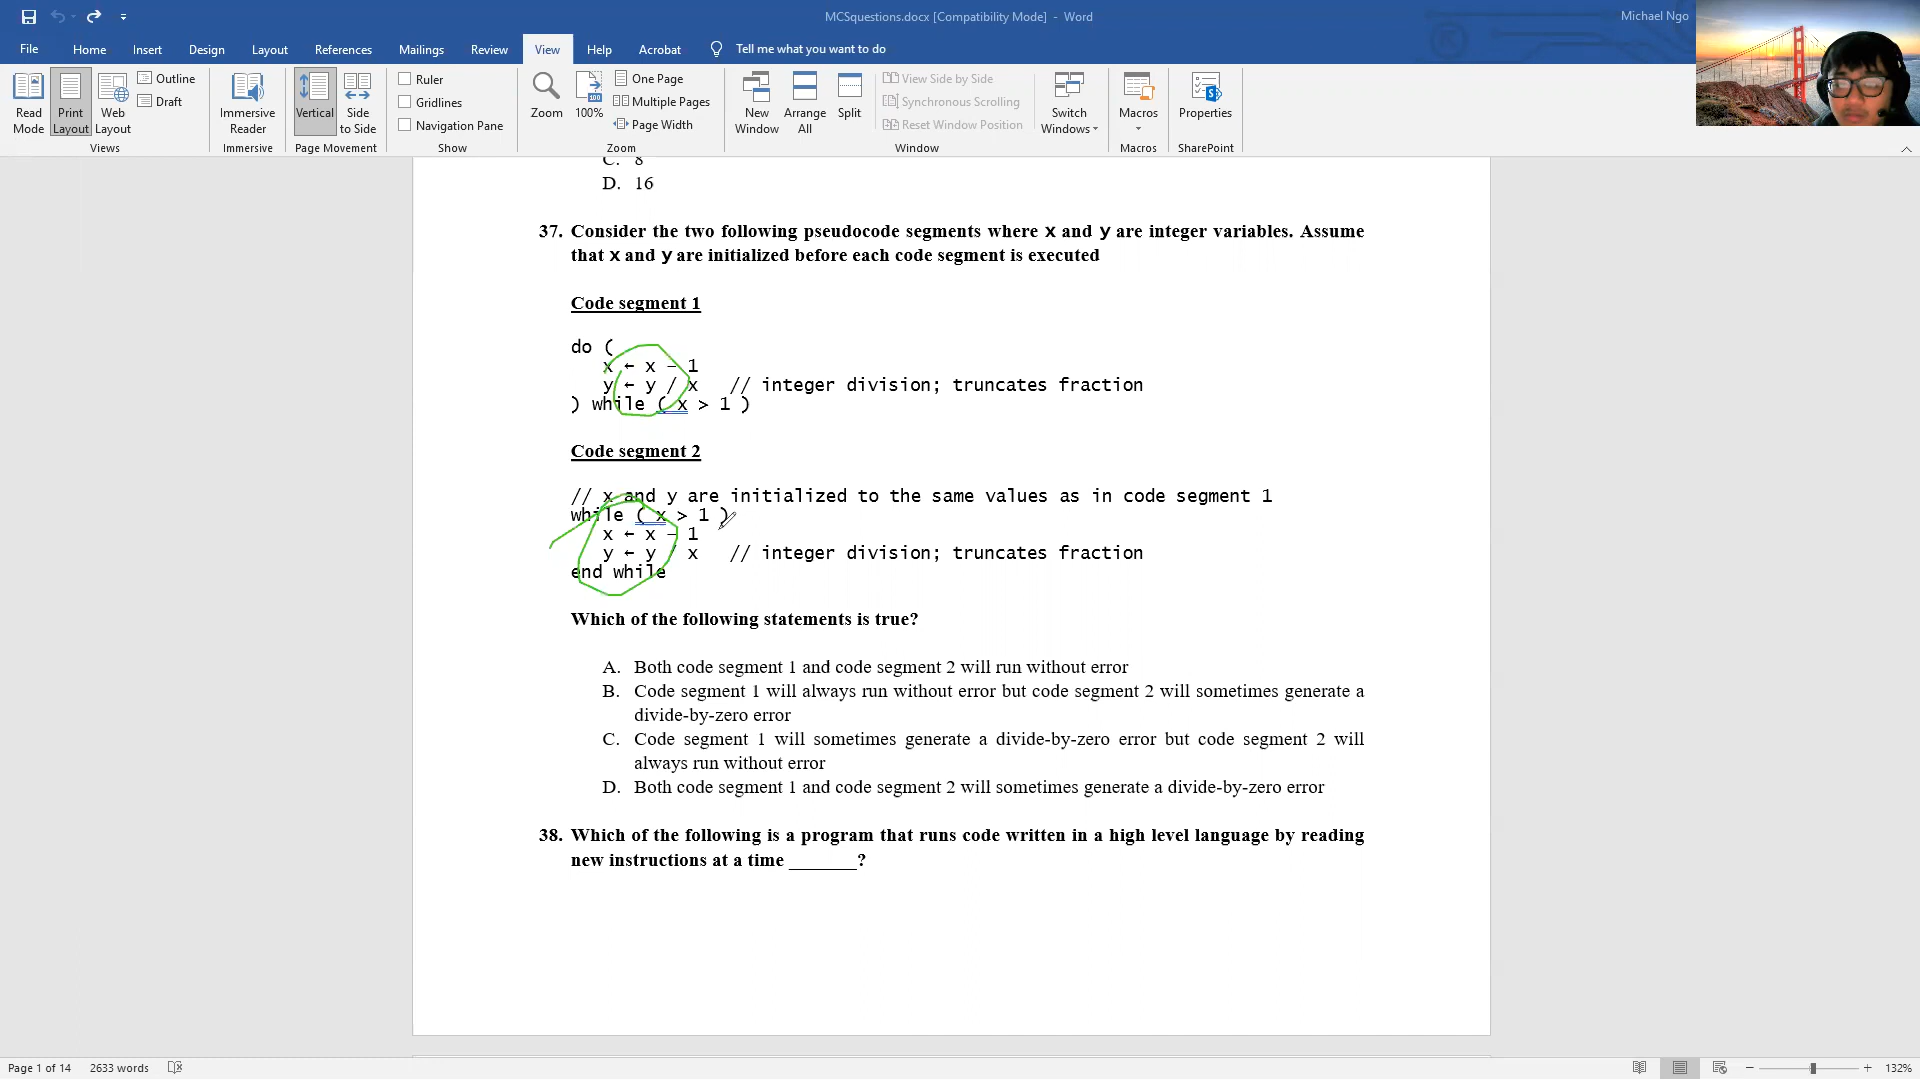 MCSquestions.docx [Compatibility Mode] - Word
Michael Ngo
File Home Insert Design Layout References Mailings Review View Help Acrobat Tell me what you want to do
Read Mode
Print Layout
Web Layout
Outline
Draft
Views
Immersive Reader
Immersive
Vertical
Side to Side
Page Movement
Ruler
Gridlines
Navigation Pane
Show
Zoom
100
100%
One Page
Multiple Pages
Page Width
Zoom
New Window
Arrange All
Split
View Side by Side
Synchronous Scrolling
Reset Window Position
Switch Windows
Window
Macros
Macros
Properties
SharePoint
C. 8
D. 16
37. Consider the two following pseudocode segments where x and y are integer variables. Assume
that x and y are initialized before each code segment is executed
Code segment 1
do (
x ← x - 1
y ← y / x // integer division; truncates fraction
) while ( x > 1 )
Code segment 2
// x and y are initialized to the same values as in code segment 1
while ( x > 1 )
x ← x - 1
y ← y / x // integer division; truncates fraction
end while
Which of the following statements is true?
A. Both code segment 1 and code segment 2 will run without error
B. Code segment 1 will always run without error but code segment 2 will sometimes generate a
divide-by-zero error
C. Code segment 1 will sometimes generate a divide-by-zero error but code segment 2 will
always run without error
D. Both code segment 1 and code segment 2 will sometimes generate a divide-by-zero error
38. Which of the following is a program that runs code written in a high level language by reading
new instructions at a time _______?
Page 1 of 14 2633 words
132%